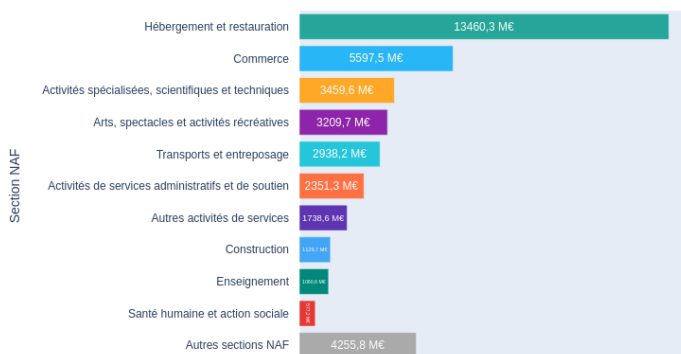 Section NAF
Hébergement et restauration 13460,3 M€
Commerce 5597,5 M€
Activités spécialisées, scientifiques et techniques 3459,6 M€
Arts, spectacles et activités récréatives 3209,7 M€
Transports et entreposage 2938,2 M€
Activités de services administratifs et de soutien 2351,3 M€
Autres activités de services 1738,6 M€
Construction M€
Enseignement M€
Santé humaine et action sociale
Autres sections NAF 4255,8 M€